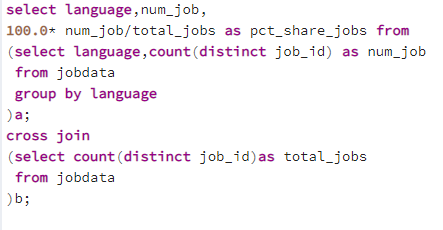 select language,num_job,
100.0* num_job/total_jobs as pct_share_jobs from
(select language,count(distinct job_id) as num_job
from jobdata
group by language
)a;
cross join
(select count(distinct job_id)as total_jobs
from jobdata
)b;